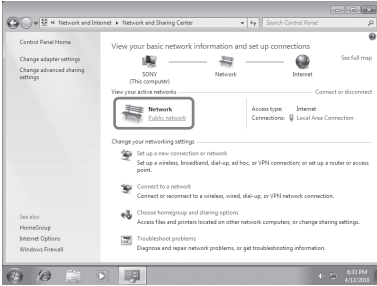 « Network and Internet ▸ Network and Sharing Center
Search Control Panel
Control Panel Home
Change adapter settings
Change advanced sharing
settings
View your basic network information and set up connections
See full map
SONY
(This computer)
Network
Internet
View your active networks
Connect or disconnect
Network
Public network
Access type: Internet
Connections: Local Area Connection
Change your networking settings
Set up a new connection or network
Set up a wireless, broadband, dial-up, ad hoc, or VPN connection; or set up a router or access
point.
Connect to a network
Connect or reconnect to a wireless, wired, dial-up, or VPN network connection.
Choose homegroup and sharing options
Access files and printers located on other network computers, or change sharing settings.
Troubleshoot problems
Diagnose and repair network problems, or get troubleshooting information.
See also
HomeGroup
Internet Options
Windows Firewall
6:33 PM
4/12/2010